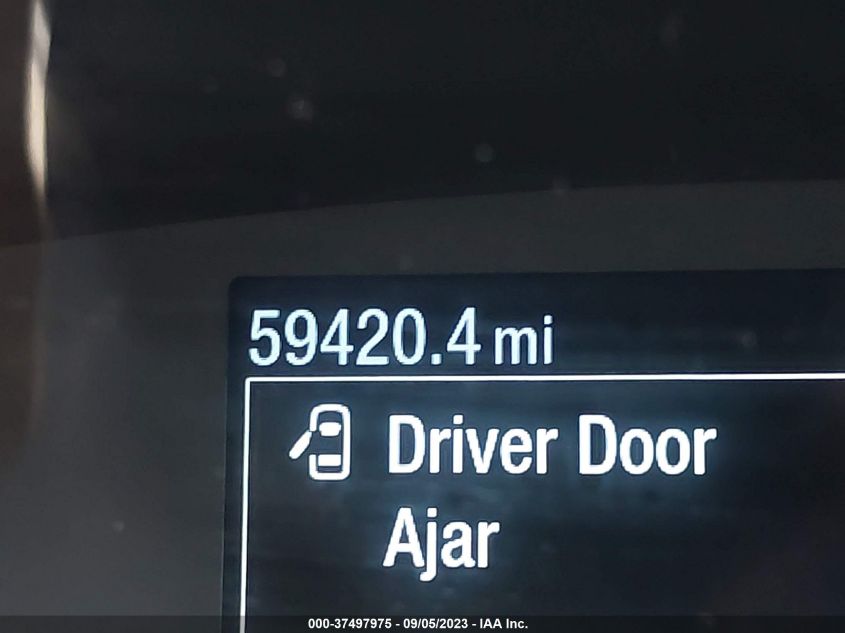 59420.4 mi
Driver Door
Ajar
000-37497975 - 09/05/2023 - IAA Inc.